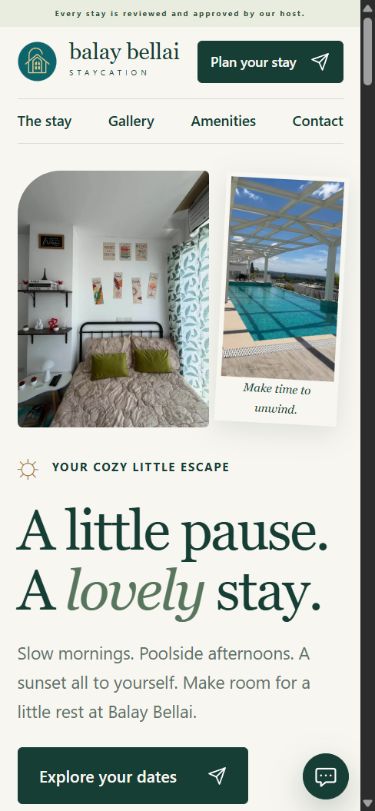 Every stay is reviewed and approved by our host.
balay bellai
STAYCATION
Plan your stay
The stay
Gallery
Amenities
Contact
Make time to
unwind.
YOUR COZY LITTLE ESCAPE
A little pause.
A lovely stay.
Slow mornings. Poolside afternoons. A
sunset all to yourself. Make room for a
little rest at Balay Bellai.
Explore your dates